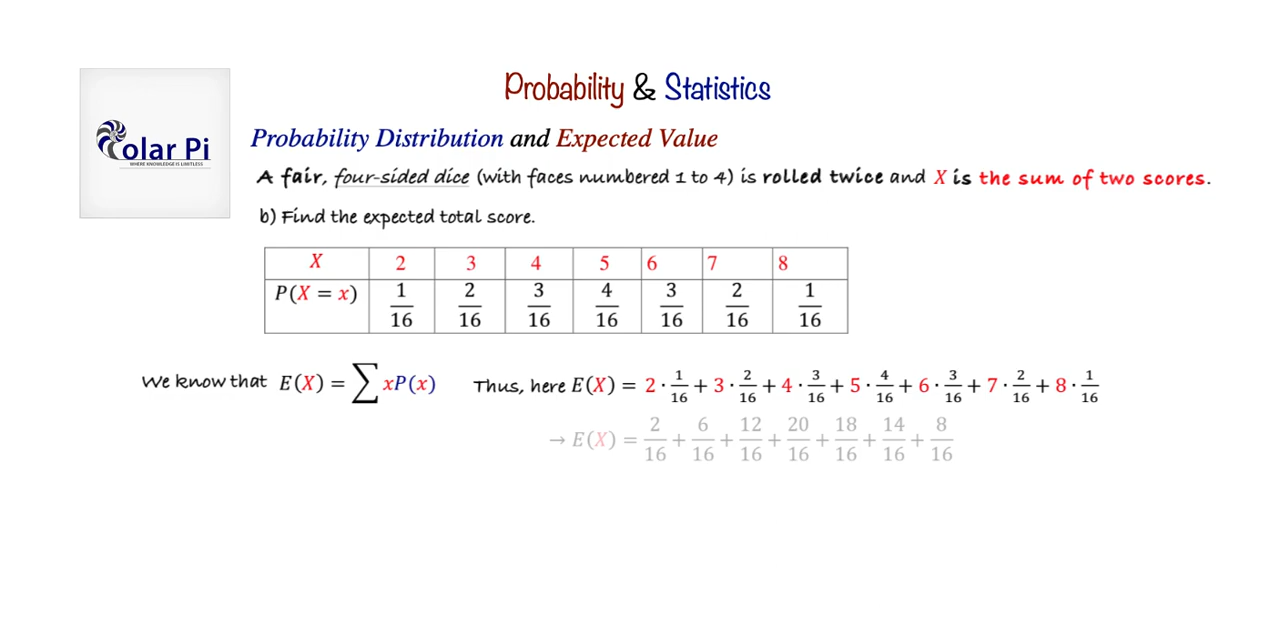 Probability & Statistics
olar Pi
WHERE KNOWLEDGE IS LIMITLESS
Probability Distribution and Expected Value
A fair, four-sided dice (with faces numbered 1 to 4) is rolled twice and X is the sum of two scores.
b) Find the expected total score.
X 2 3 4 5 6 7 8
P(X = x) 1/16 2/16 3/16 4/16 3/16 2/16 1/16
We know that E(X) = ∑ xP(x) Thus, here E(X) = 2 · 1/16 + 3 · 2/16 + 4 · 3/16 + 5 · 4/16 + 6 · 3/16 + 7 · 2/16 + 8 · 1/16
→ E(X) = 2/16 + 6/16 + 12/16 + 20/16 + 18/16 + 14/16 + 8/16